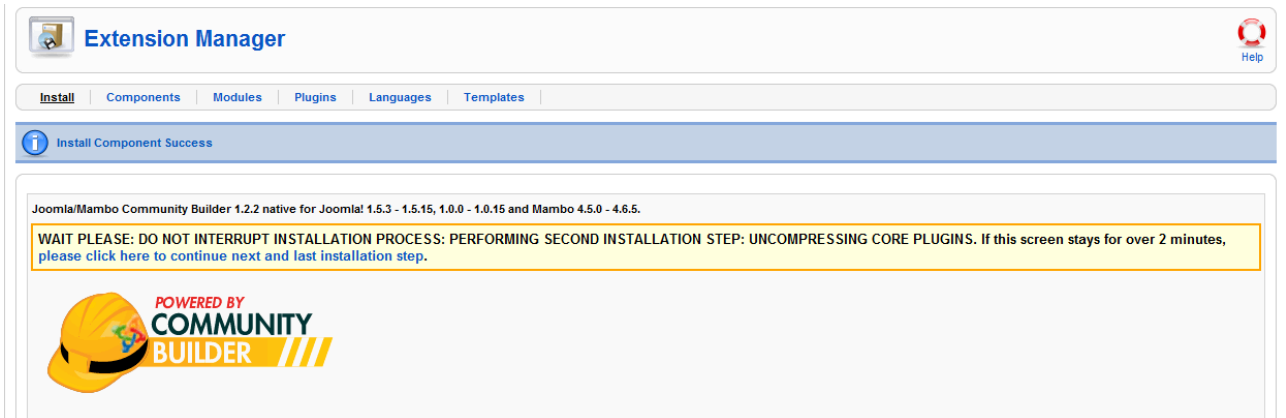 Extension Manager
Help
Install
Components
Modules
Plugins
Languages
Templates
Install Component Success
Joomla/Mambo Community Builder 1.2.2 native for Joomla! 1.5.3 - 1.5.15, 1.0.0 - 1.0.15 and Mambo 4.5.0 - 4.6.5.
WAIT PLEASE: DO NOT INTERRUPT INSTALLATION PROCESS: PERFORMING SECOND INSTALLATION STEP: UNCOMPRESSING CORE PLUGINS. If this screen stays for over 2 minutes,
please click here to continue next and last installation step.
POWERED BY
COMMUNITY
BUILDER